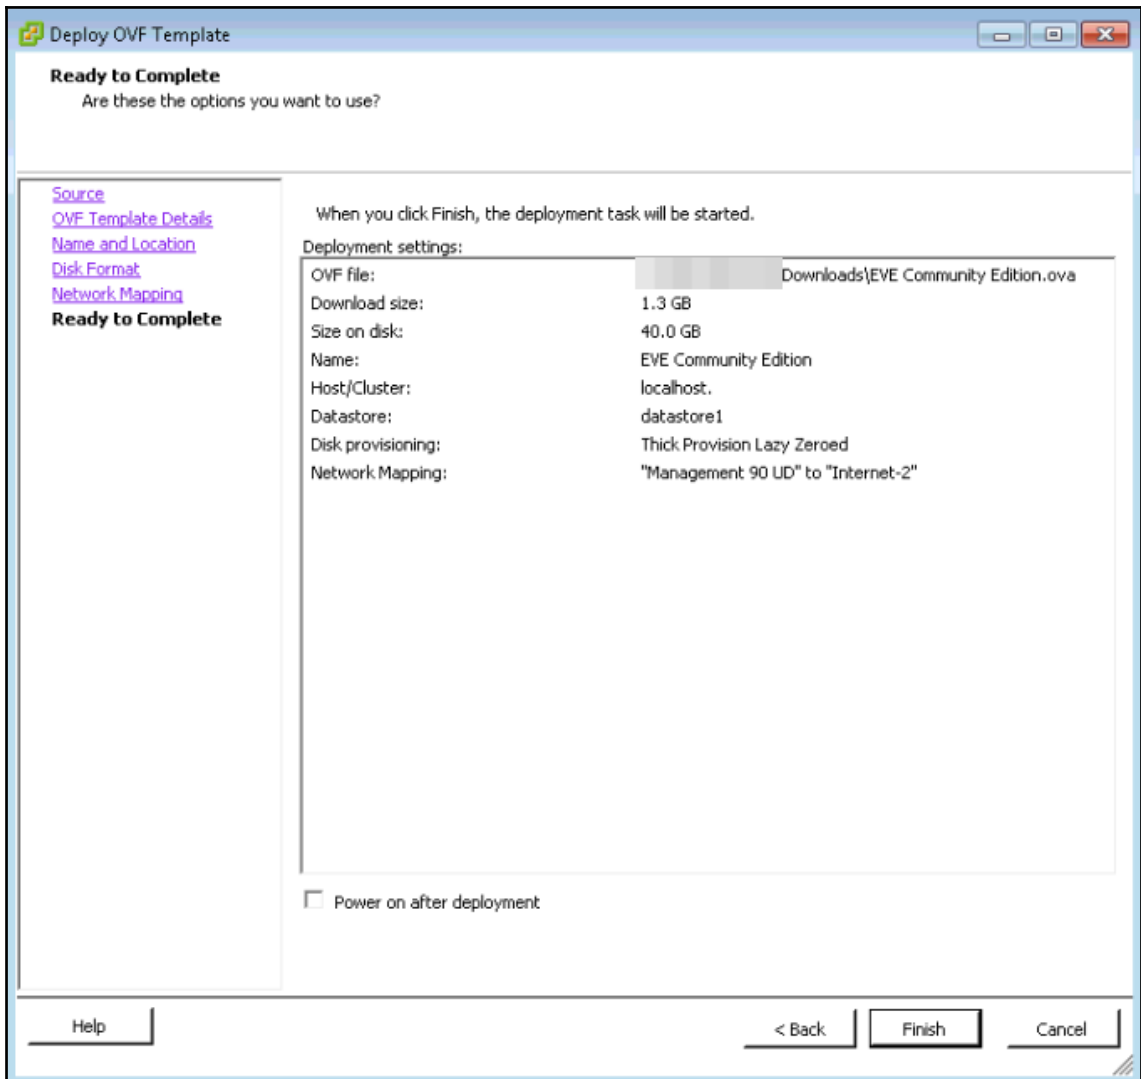 Deploy OVF Template
Ready to Complete
Are these the options you want to use?
Source
OVF Template Details
Name and Location
Disk Format
Network Mapping
Ready to Complete
When you click Finish, the deployment task will be started.
Deployment settings:
OVF file: Downloads\EVE Community Edition.ova
Download size: 1.3 GB
Size on disk: 40.0 GB
Name: EVE Community Edition
Host/Cluster: localhost.
Datastore: datastore1
Disk provisioning: Thick Provision Lazy Zeroed
Network Mapping: "Management 90 UD" to "Internet-2"
Power on after deployment
Help < Back Finish Cancel